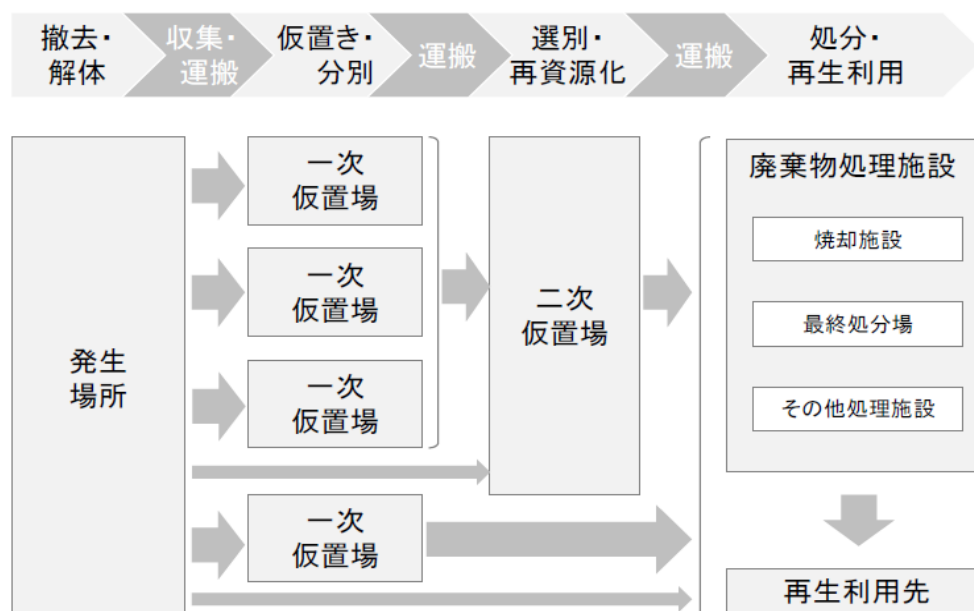 撤去・
解体
収集・
運搬
仮置き・
分別
運搬
選別・
再資源化
運搬
処分・
再生利用
発生
場所
一次
仮置場
一次
仮置場
一次
仮置場
一次
仮置場
二次
仮置場
廃棄物処理施設
焼却施設
最終処分場
その他処理施設
再生利用先